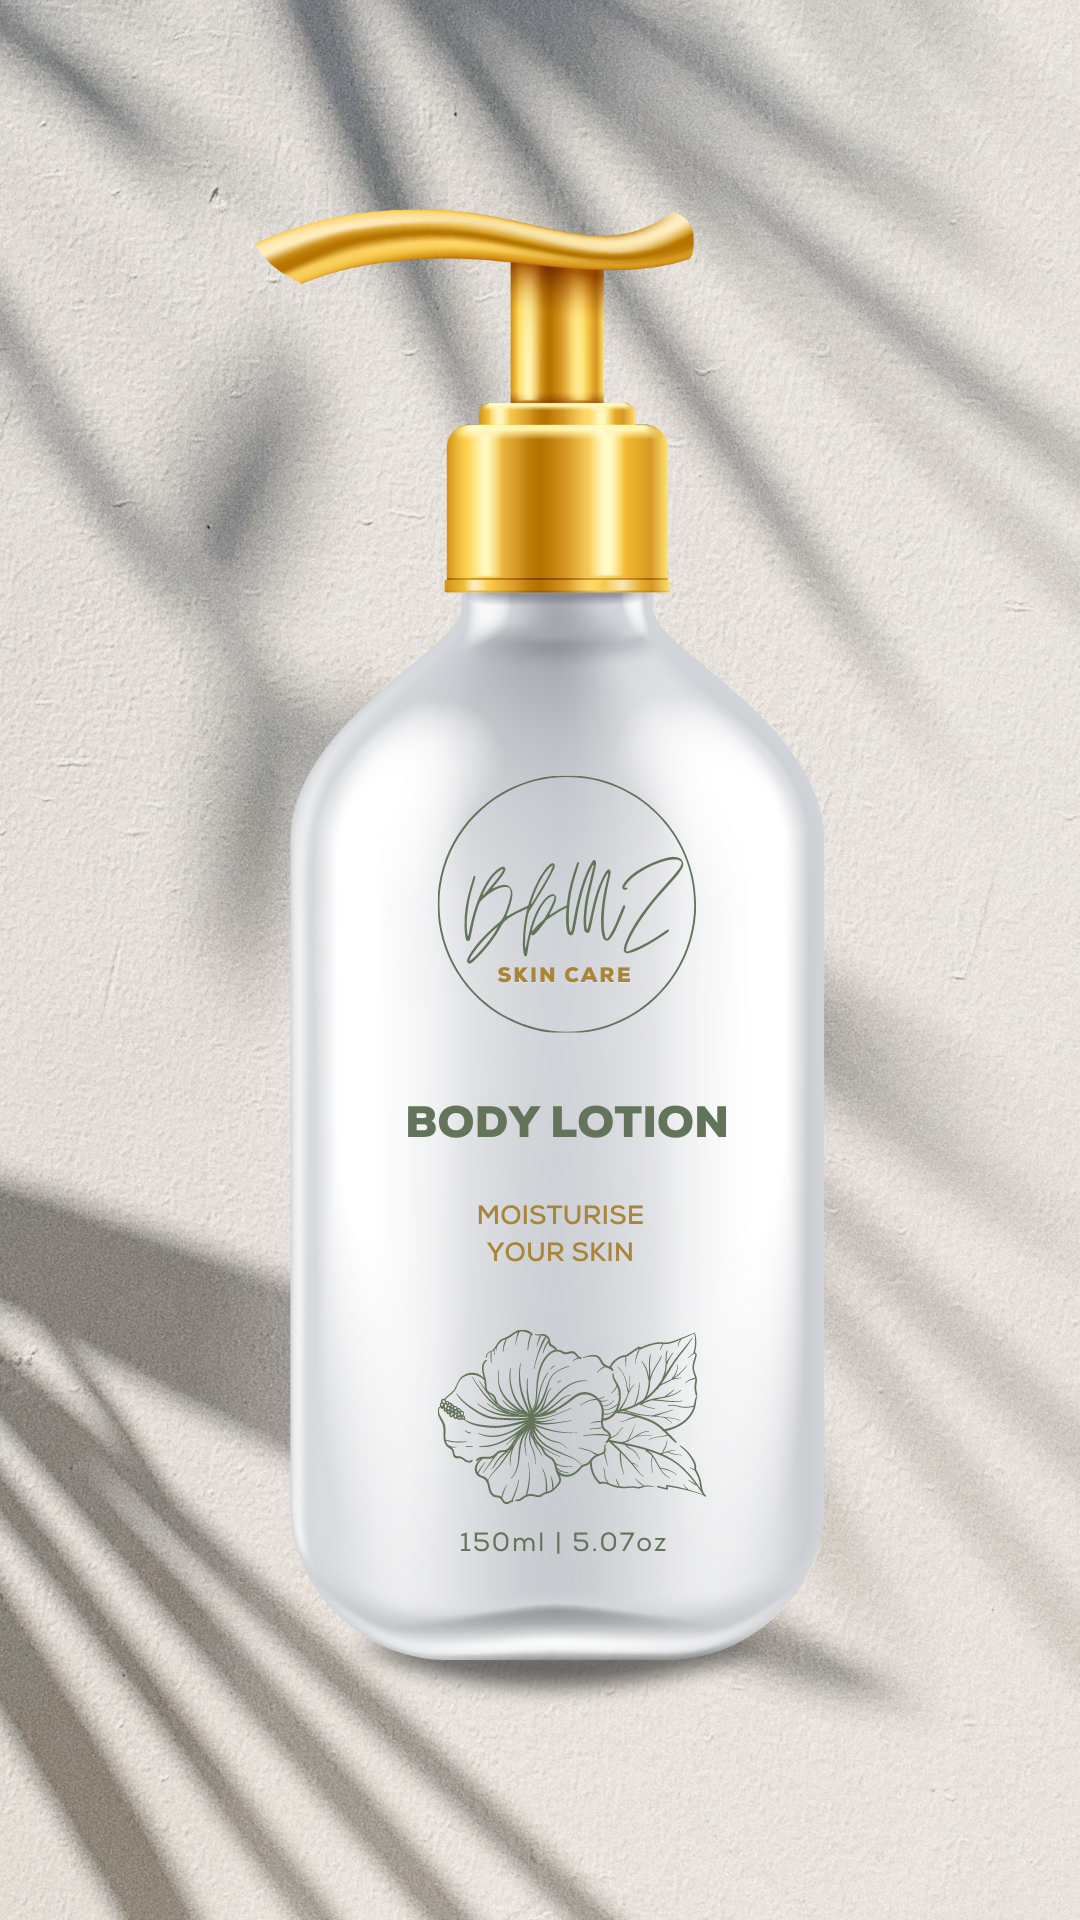 BbMZ
SKIN CARE
BODY LOTION
MOISTURISE
YOUR SKIN
150ml | 5.07oz